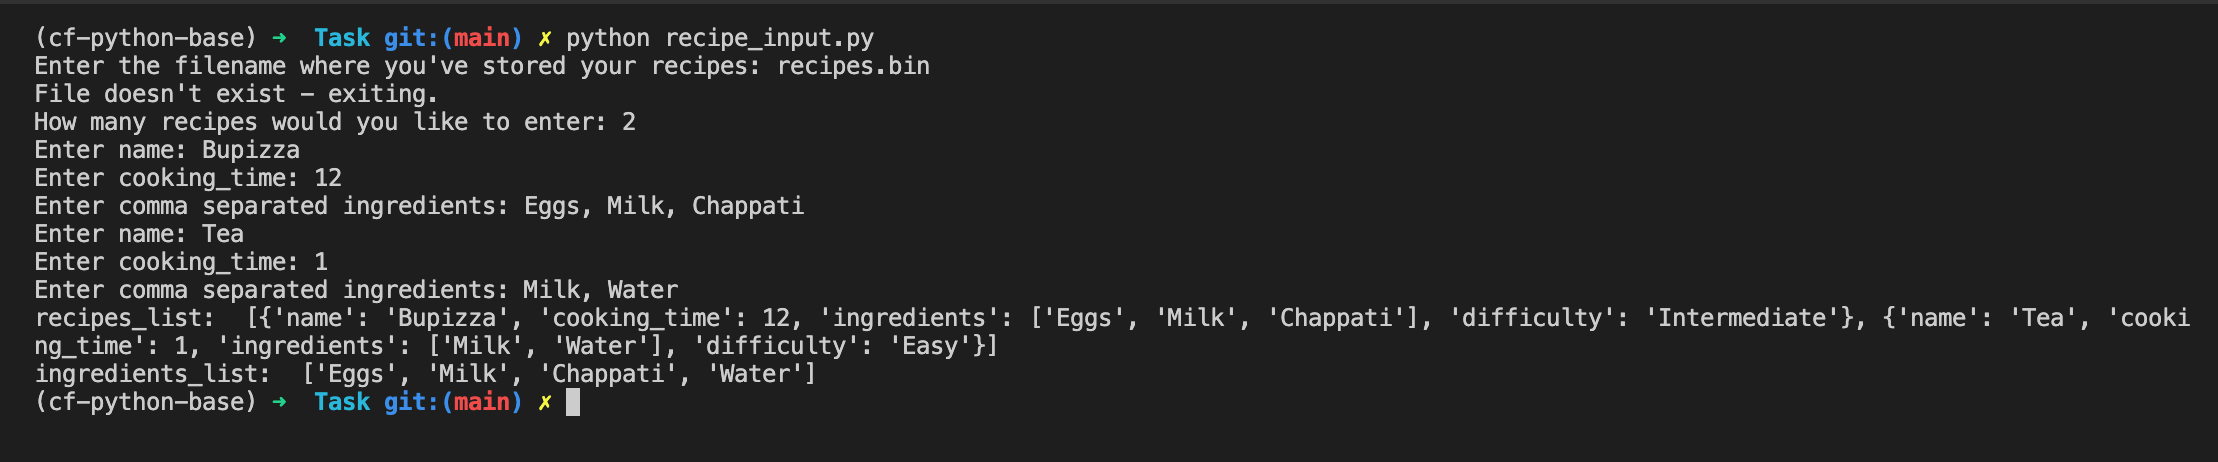 (cf-python-base) ➜  Task git:(main) ✗ python recipe_input.py
Enter the filename where you've stored your recipes: recipes.bin
File doesn't exist - exiting.
How many recipes would you like to enter: 2
Enter name: Bupizza
Enter cooking_time: 12
Enter comma separated ingredients: Eggs, Milk, Chappati
Enter name: Tea
Enter cooking_time: 1
Enter comma separated ingredients: Milk, Water
recipes_list:  [{'name': 'Bupizza', 'cooking_time': 12, 'ingredients': ['Eggs', 'Milk', 'Chappati'], 'difficulty': 'Intermediate'}, {'name': 'Tea', 'cooki
ng_time': 1, 'ingredients': ['Milk', 'Water'], 'difficulty': 'Easy'}]
ingredients_list:  ['Eggs', 'Milk', 'Chappati', 'Water']
(cf-python-base) ➜  Task git:(main) ✗